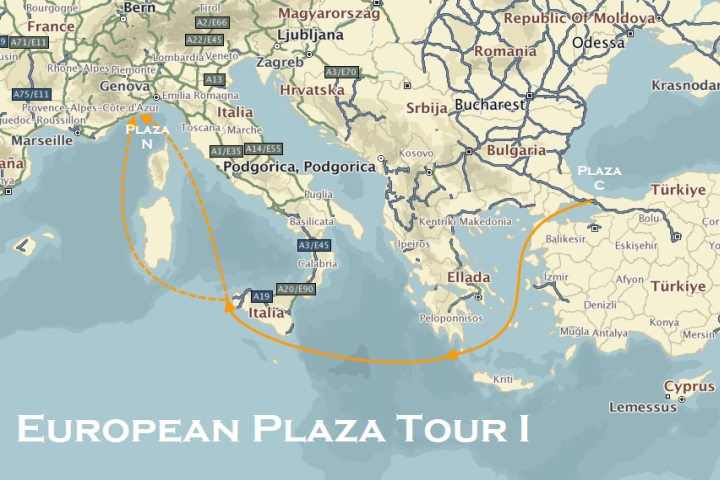 Bourgogne
Bern
Tirol
Magyarország
Republic Of Moldova
France
A2/E66
Ljubljana
Odessa
A71/E11
A22/E45
Lombardia
Veneto
Zagreb
Romania
Rhône-Alpes
Piemonte
A3/E70
A13
Genova
Krasnodar
A75/E11
Emilia Romagna
Hrvatska
Srbija
Bucharest
Provence-Alpes-Côte d'Azur
Italia
guedoc-Roussillon
Toscana
Marche
Marseille
PLAZA
N
A1/E35
A14/E55
Kosovo
Bulgaria
aña
Podgorica, Podgorica
PLAZA
C
Türkiye
Puglia
Basilicata
Kentriki Makedonia
Bolu
Balikesir
Eskişehir
A3/E45
Ipeiros
Calabria
Ellada
Izmir
Afyon
A20/E90
Türkiye
A19
Italia
Peloponnisos
Denizli
Konya
Mugla
Antalya
Mersin
Kriti
Cyprus
Lemessus
EUROPEAN PLAZA TOUR I